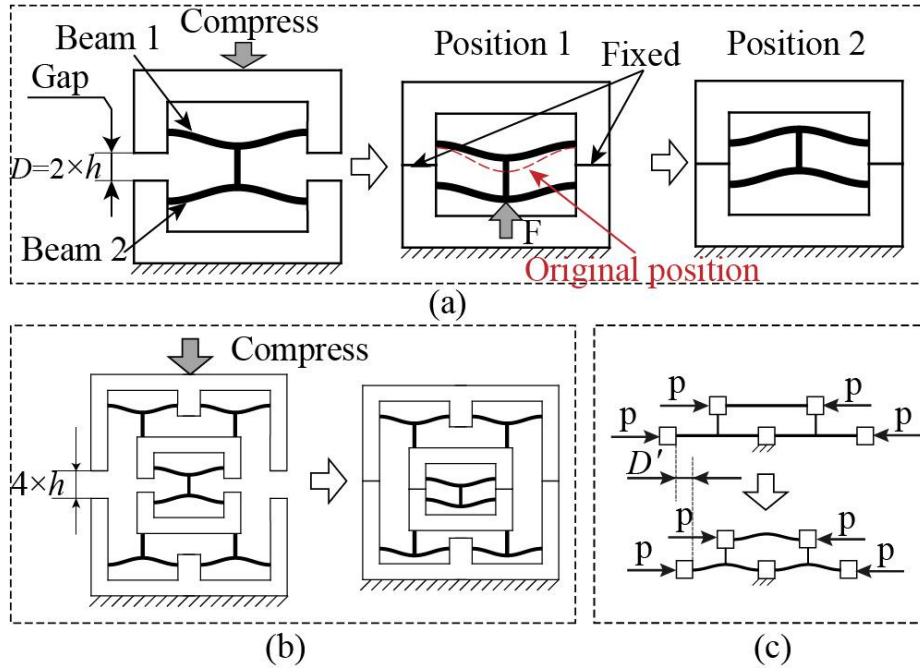 Compress
Beam 1
Gap
D=2×h
Beam 2
Position 1
Fixed
F
Original position
Position 2
(a)
Compress
4×h
(b)
p
p
p
p
D′
p
p
p
p
(c)